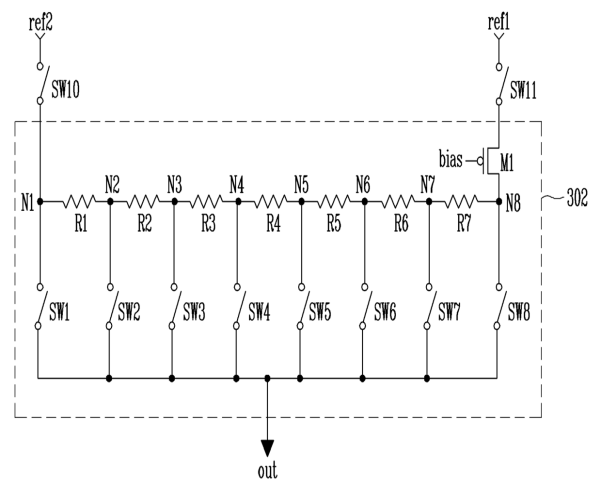 ref2 ref1
SW10 SW11
bias M1
N1 N2 N3 N4 N5 N6 N7 N8 302
R1 R2 R3 R4 R5 R6 R7
SW1 SW2 SW3 SW4 SW5 SW6 SW7 SW8
out